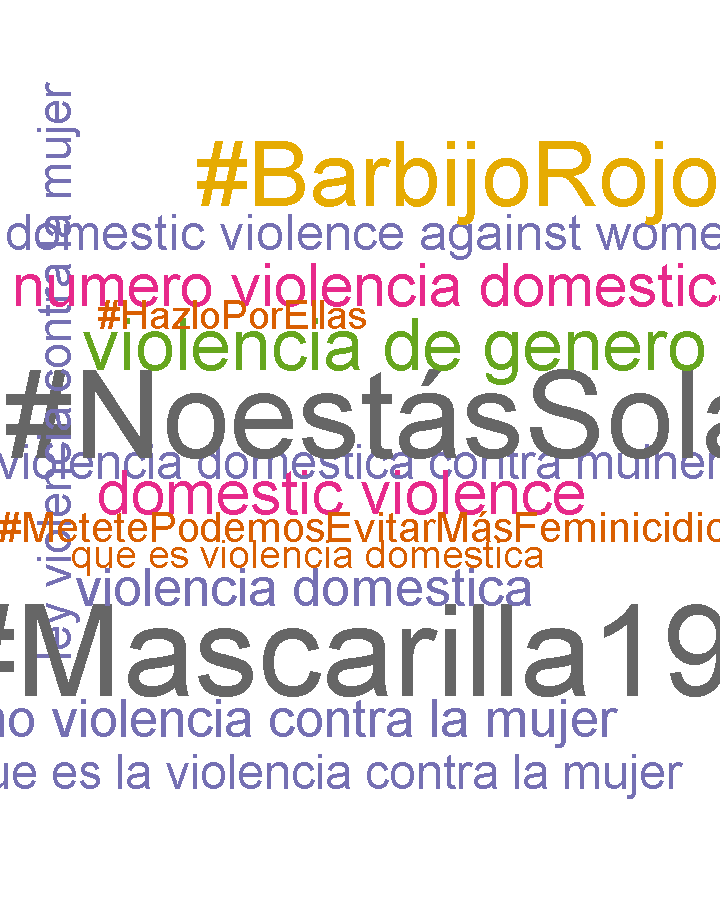 ley violencia contra la mujer
#BarbijoRojo
domestic violence against wome
numero violencia domestic
#HazloPorEllas
violencia de genero
#NoestásSola
violencia domestica contra mulher
domestic violence
#MetetePodemosEvitarMásFeminicidio
que es violencia domestica
violencia domestica
#Mascarilla19
no violencia contra la mujer
ue es la violencia contra la mujer